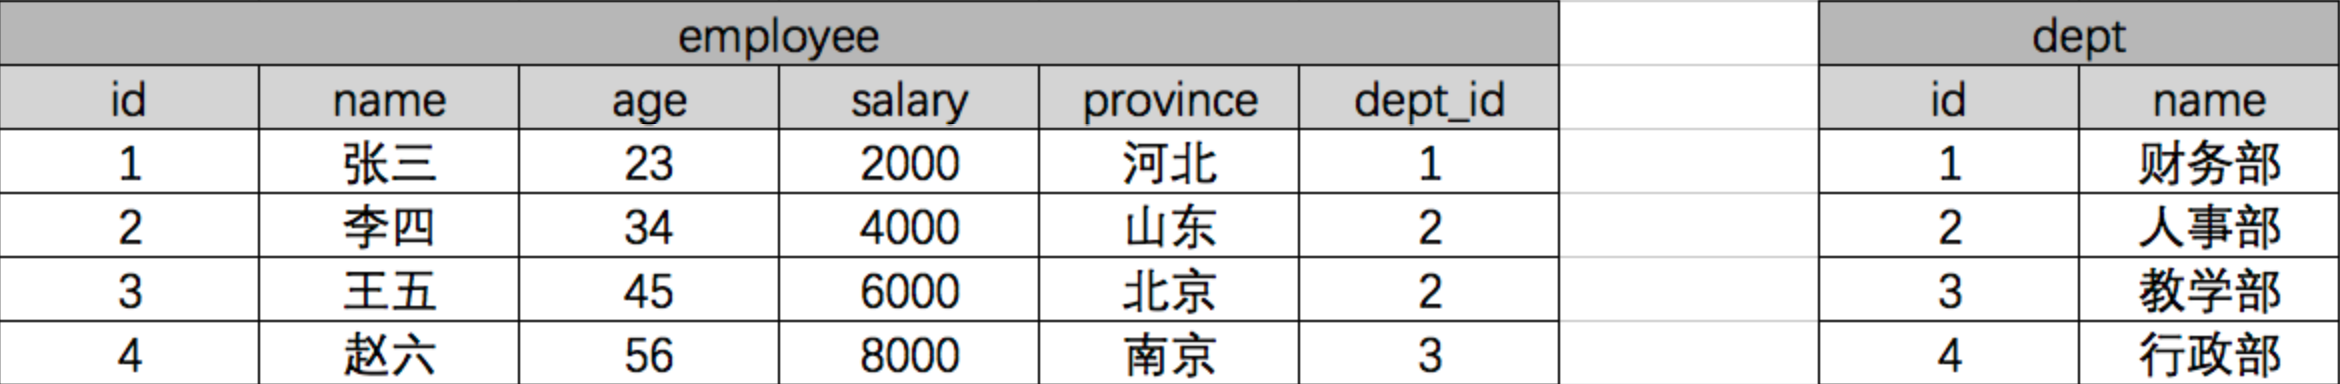 employee dept
id name age salary province dept_id id name
1 张三 23 2000 河北 1 1 财务部
2 李四 34 4000 山东 2 2 人事部
3 王五 45 6000 北京 2 3 教学部
4 赵六 56 8000 南京 3 4 行政部